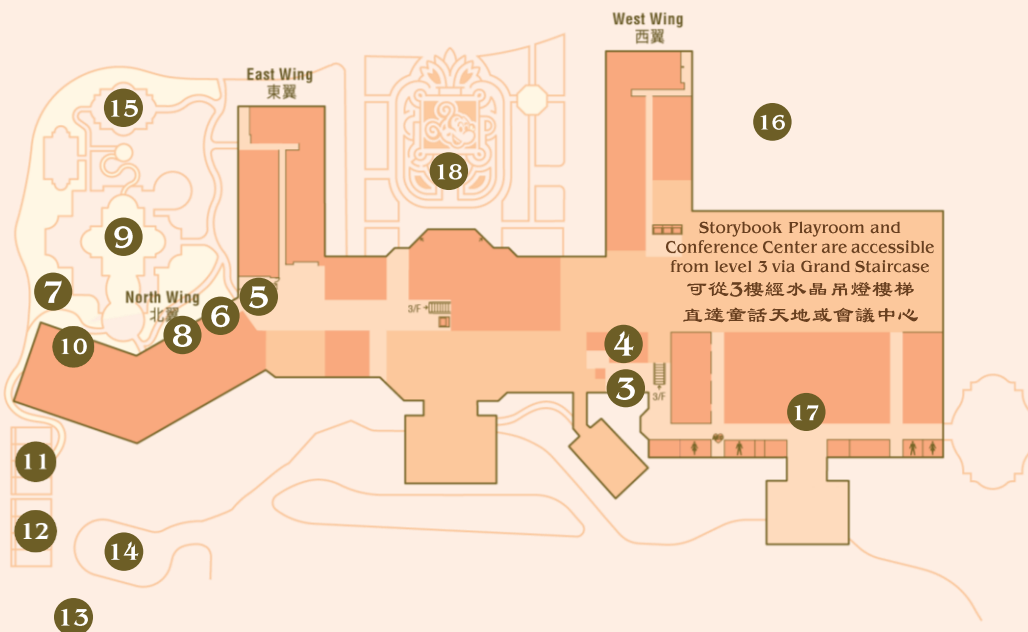 West Wing
西翼
East Wing
東翼
15
16
18
9
Storybook Playroom and
Conference Center are accessible
from level 3 via Grand Staircase
可從3樓經水晶吊燈樓梯
直達童話天地或會議中心
7
North Wing
北翼
5
6
8
10
3/F
4
3
3/F
17
11
12
14
13